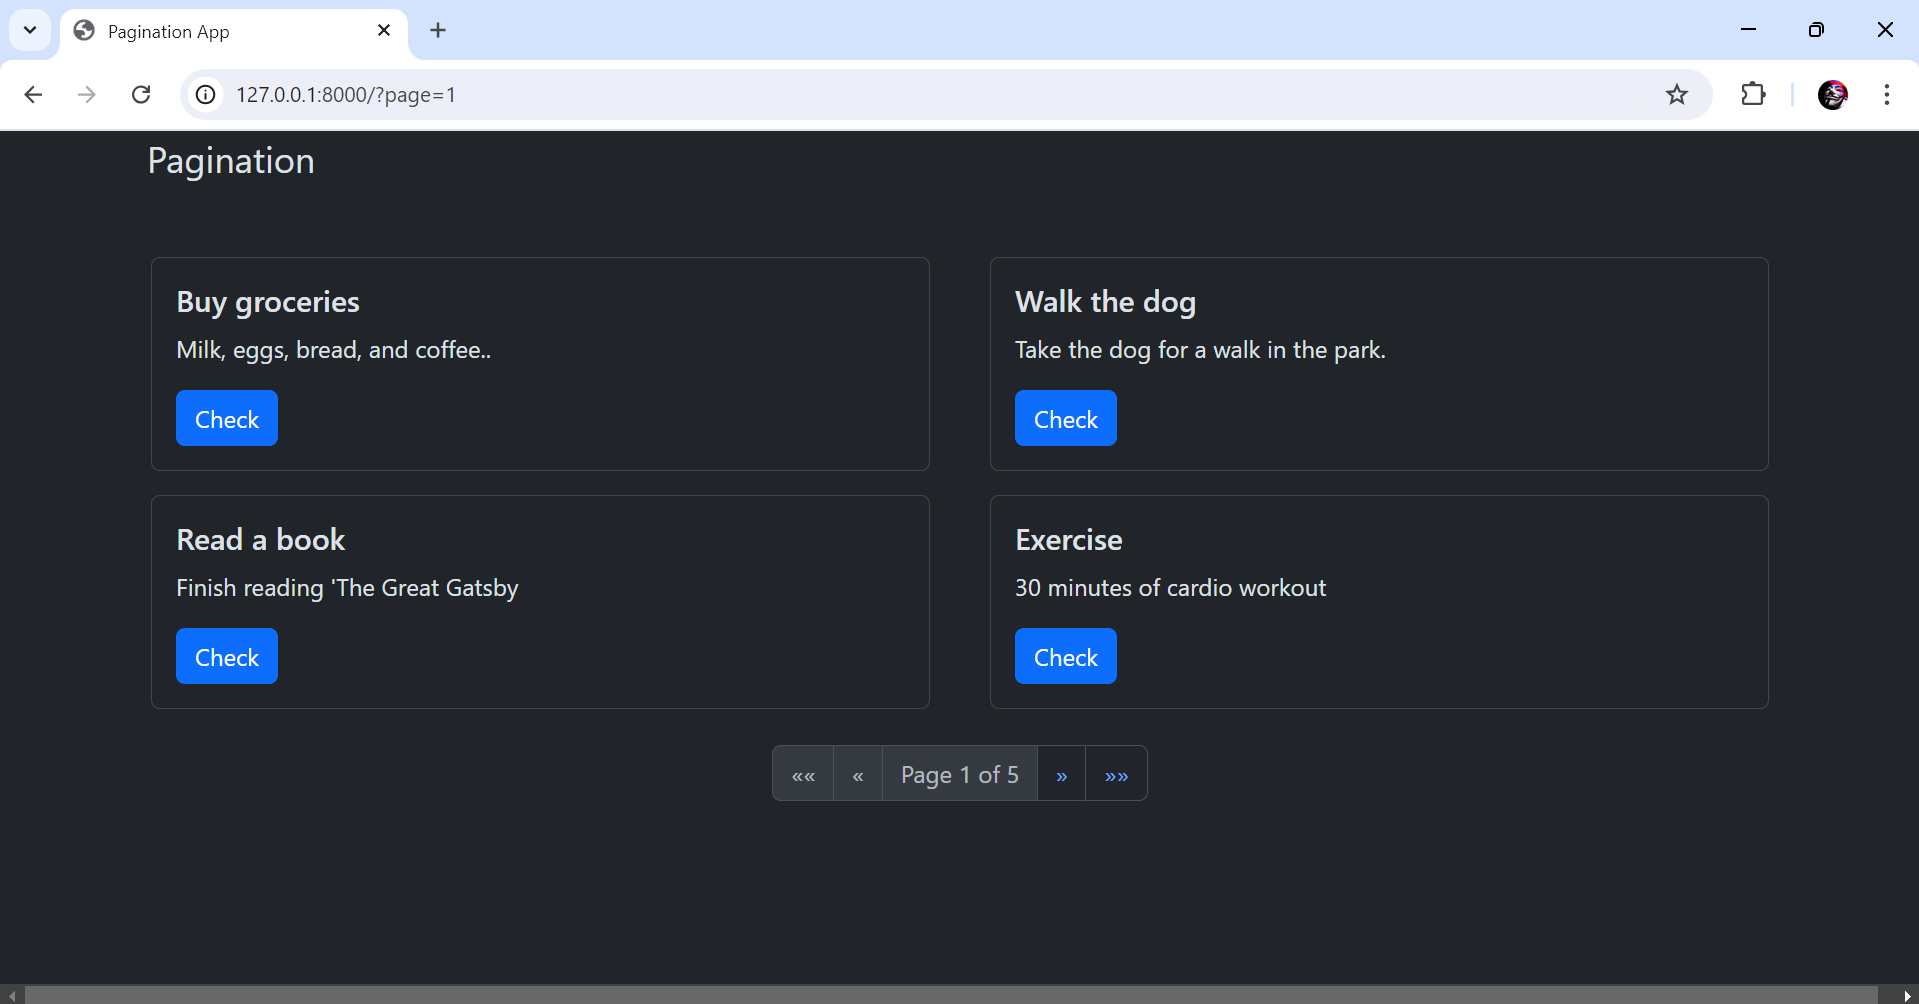 Pagination App
127.0.0.1:8000/?page=1
Pagination
Buy groceries
Milk, eggs, bread, and coffee..
Check
Walk the dog
Take the dog for a walk in the park.
Check
Read a book
Finish reading 'The Great Gatsby
Check
Exercise
30 minutes of cardio workout
Check
«« « Page 1 of 5 » »»